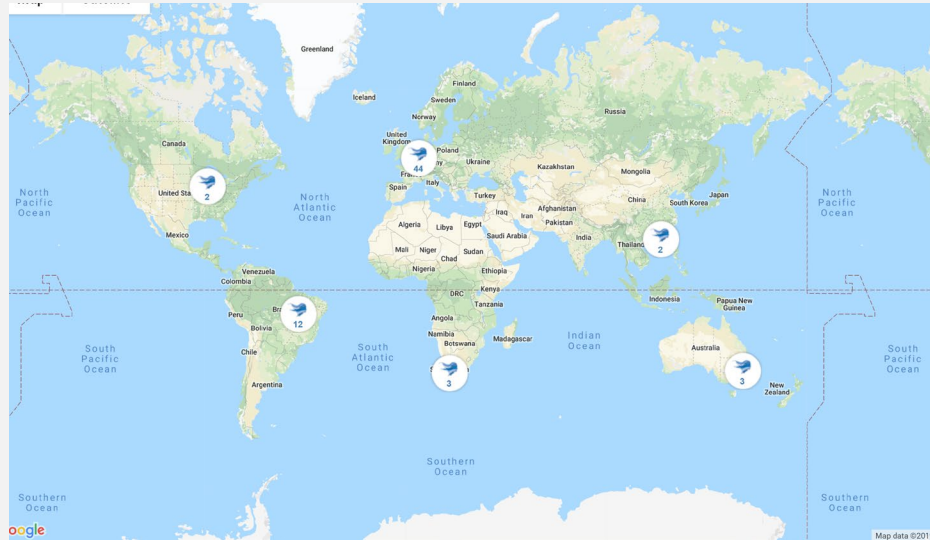 Greenland
Iceland
Finland
Sweden
Norway
Russia
Canada
United
Kingdom
Poland
Ukraine
44
Kazakhstan
Mongolia
Spain
Italy
Turkey
North
Pacific
Ocean
2
North
Atlantic
Ocean
Japan
South Korea
China
North
Pacific
Ocean
Iraq
Iran
Afghanistan
Pakistan
Algeria
Libya
Egypt
Saudi Arabia
India
Mexico
Mali
Niger
Chad
Sudan
2
Nigeria
Ethiopia
Venezuela
Colombia
DRC
Kenya
Tanzania
Indonesia
Papua New
Guinea
Peru
12
Bolivia
Angola
Namibia
Botswana
Madagascar
Indian
Ocean
Australia
South
Pacific
Ocean
Chile
South
Atlantic
Ocean
South
Pacific
Ocean
Argentina
3
3
New
Zealand
Southern
Ocean
Southern
Ocean
Southern
Ocean
oogle
Map data ©201